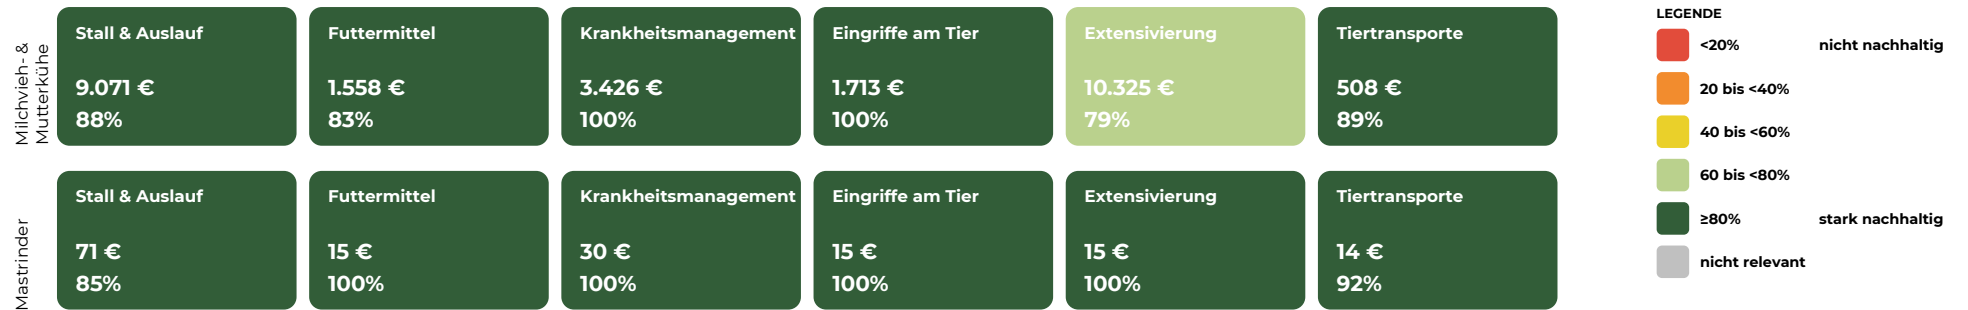 Milchvieh- &
Mutterkühe
Stall & Auslauf
9.071 €
88%
Futtermittel
1.558 €
83%
Krankheitsmanagement
3.426 €
100%
Eingriffe am Tier
1.713 €
100%
Extensivierung
10.325 €
79%
Tiertransporte
508 €
89%
Mastrinder
Stall & Auslauf
71 €
85%
Futtermittel
15 €
100%
Krankheitsmanagement
30 €
100%
Eingriffe am Tier
15 €
100%
Extensivierung
15 €
100%
Tiertransporte
14 €
92%
LEGENDE
<20% nicht nachhaltig
20 bis <40%
40 bis <60%
60 bis <80%
≥80% stark nachhaltig
nicht relevant